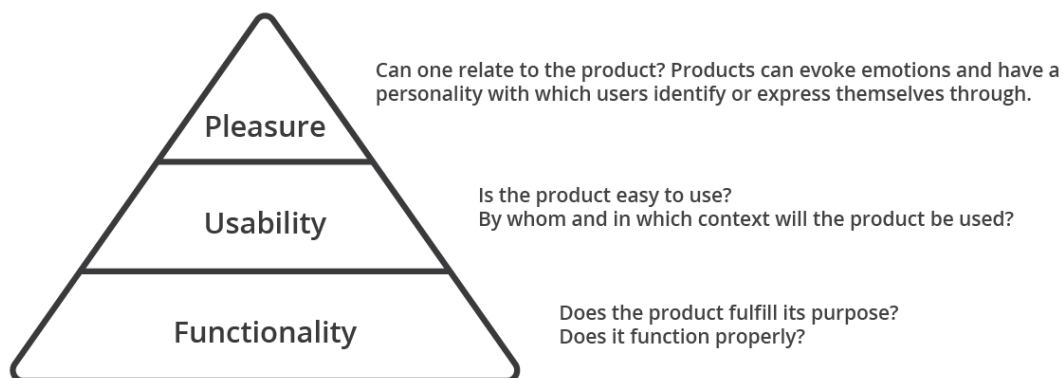 Can one relate to the product? Products can evoke emotions and have a
personality with which users identify or express themselves through.
Pleasure
Is the product easy to use?
By whom and in which context will the product be used?
Usability
Does the product fulfill its purpose?
Does it function properly?
Functionality